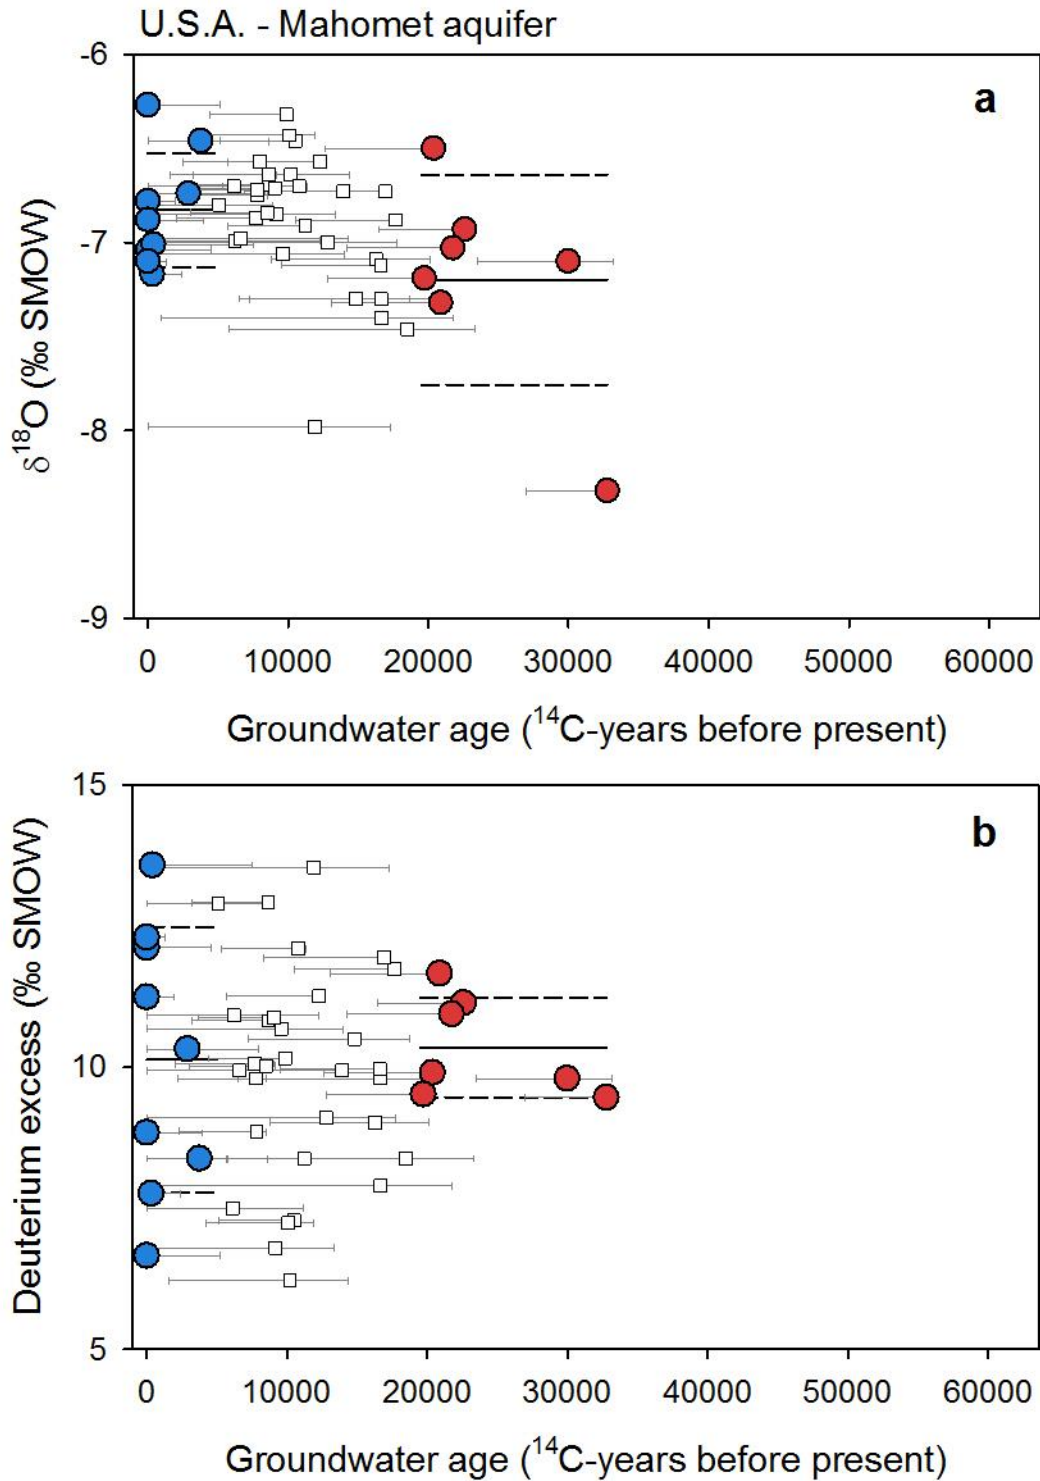 U.S.A. - Mahomet aquifer
a
-6
-7
-8
-9
δ¹⁸O (‰ SMOW)
0 10000 20000 30000 40000 50000 60000
Groundwater age (¹⁴C-years before present)
b
15
10
5
Deuterium excess (‰ SMOW)
0 10000 20000 30000 40000 50000 60000
Groundwater age (¹⁴C-years before present)